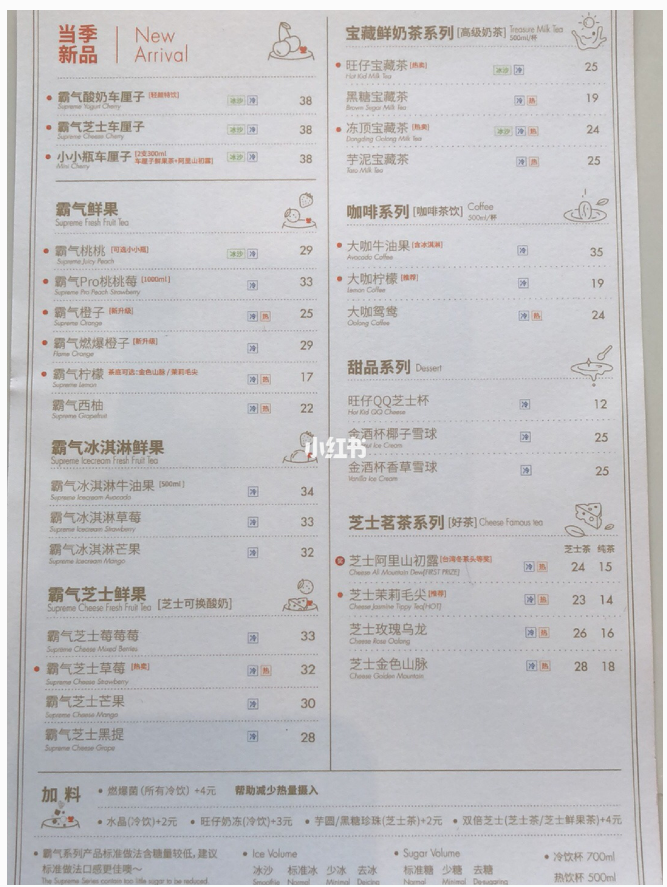 当季
新品
New
Arrival
霸气酸奶车厘子 [轻甜特饮] 冰沙 冷 38
Supreme Yogurt Cherry
霸气芝士车厘子 冰沙 冷 38
Supreme Cheese Cherry
小小瓶车厘子 [2支300ml 车厘子鲜果茶+阿里山初露] 冰沙 冷 38
Mini Cherry
霸气鲜果
Supreme Fresh Fruit Tea
霸气桃桃 [可选小小瓶] 冰沙 冷 29
Supreme Juicy Peach
霸气Pro桃桃莓 [1000ml] 冷 33
Supreme Pro Peach Strawberry
霸气橙子 [新升级] 冷 热 25
Supreme Orange
霸气燃爆橙子 [新升级] 冷 29
Flame Orange
霸气柠檬 茶底可选:金色山脉/茉莉毛尖 冷 热 17
Supreme Lemon
霸气西柚 冷 热 22
Supreme Grapefruit
霸气冰淇淋鲜果
Supreme Icecream Fresh Fruit Tea
霸气冰淇淋牛油果 [500ml] 冷 34
Supreme Icecream Avocado
霸气冰淇淋草莓 冷 33
Supreme Icecream Strawberry
霸气冰淇淋芒果 冷 32
Supreme Icecream Mango
霸气芝士鲜果
Supreme Cheese Fresh Fruit Tea [芝士可换酸奶]
霸气芝士莓莓莓 冷 33
Supreme Cheese Mixed Berries
霸气芝士草莓 [热卖] 冷 热 32
Supreme Cheese Strawberry
霸气芝士芒果 冷 30
Supreme Cheese Mango
霸气芝士黑提 冷 28
Supreme Cheese Grape
宝藏鲜奶茶系列 [高级奶茶] Treasure Milk Tea
500ml/杯
旺仔宝藏茶 [热卖] 冰沙 冷 25
Hot Kid Milk Tea
黑糖宝藏茶 冷 热 19
Brown Sugar Milk Tea
冻顶宝藏茶 [热卖] 冰沙 冷 热 24
Dongding Oolong Milk Tea
芋泥宝藏茶 冷 热 25
Taro Milk Tea
咖啡系列 [咖啡茶饮] Coffee
500ml/杯
大咖牛油果 [含冰淇淋] 冷 35
Avocado Coffee
大咖柠檬 [推荐] 冷 19
Lemon Coffee
大咖鸳鸯 冷 热 24
Oolong Coffee
甜品系列 Dessert
旺仔QQ芝士杯 冷 12
Hot Kid QQ Cheese
金酒杯椰子雪球 冷 25
Ice Cream
小红书
金酒杯香草雪球 冷 25
Vanilla Ice Cream
芝士茗茶系列 [好茶] Cheese Famous tea
芝士茶 纯茶
芝士阿里山初露 [台湾冬茶头等奖] 冷 热 24 15
Cheese Ali Mountain Dew[FIRST PRIZE]
芝士茉莉毛尖 [推荐] 冷 热 23 14
Cheese Jasmine Tippy Tea[HOT]
芝士玫瑰乌龙 冷 热 26 16
Cheese Rose Oolong
芝士金色山脉 冷 热 28 18
Cheese Golden Mountain
加料
燃爆菌(所有冷饮)+4元 帮助减少热量摄入
水晶(冷饮)+2元 旺仔奶冻(冷饮)+3元 芋圆/黑糖珍珠(芝士茶)+2元 双倍芝士(芝士茶/芝士鲜果茶)+4元
霸气系列产品标准做法含糖量较低,建议
标准做法口感更佳噢~
The Supreme Series contain too little sugar to be reduced
Ice Volume
冰沙 标准冰 少冰 去冰
Smoothie Normal Minimal Deicing
Sugar Volume
标准糖 少糖 去糖
Normal Minimal Desugaring
冷饮杯 700ml
热饮杯 500ml